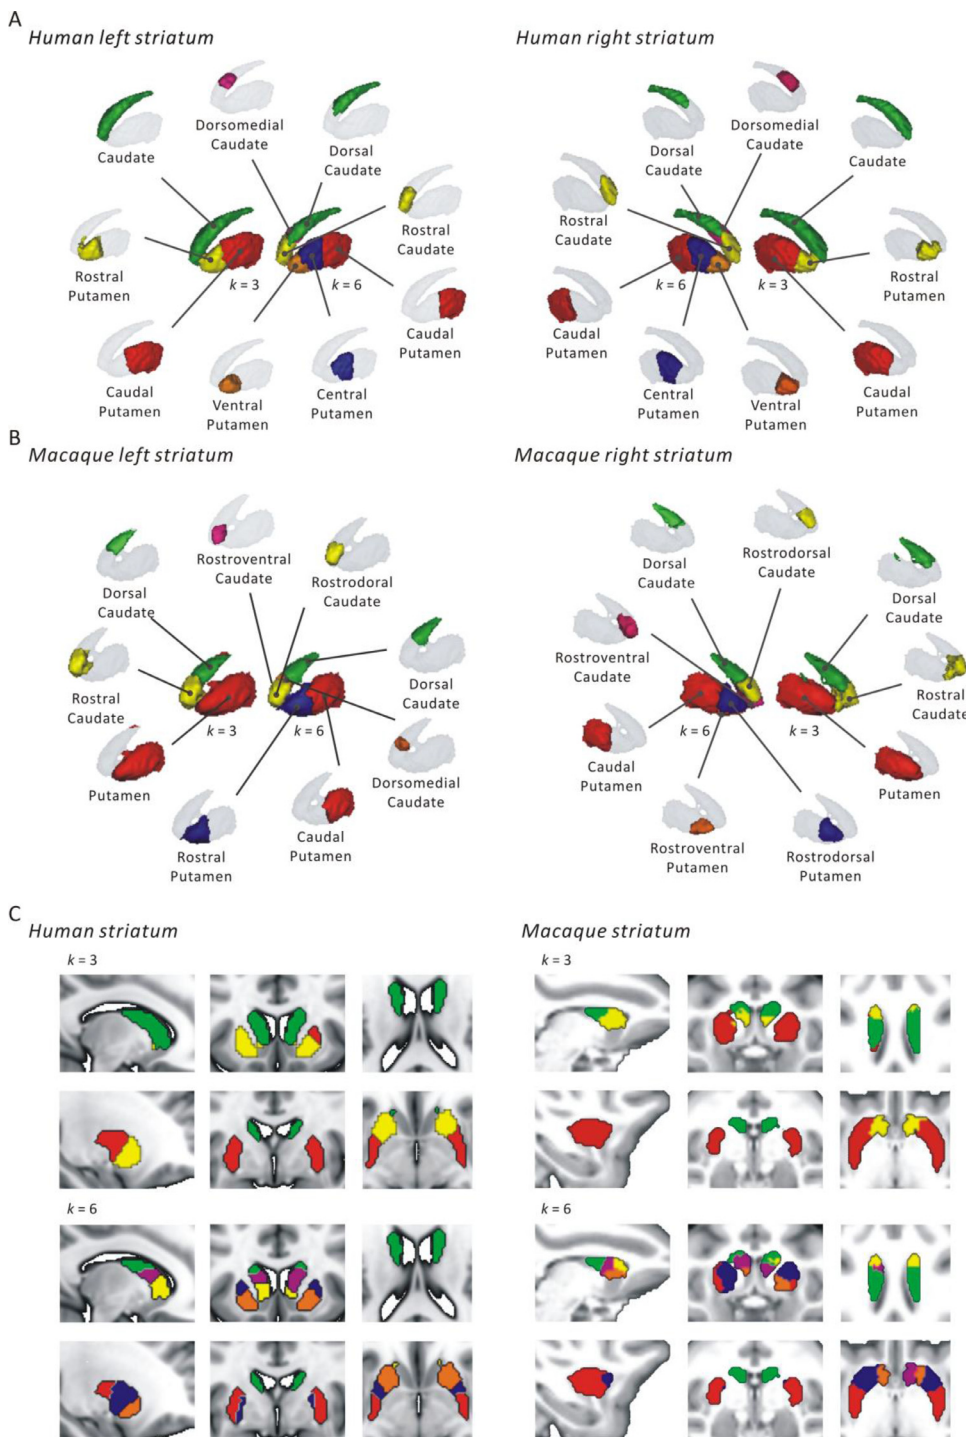 A
Human left striatum
Human right striatum
Caudate
Dorsomedial
Caudate
Dorsal
Caudate
Rostral
Caudate
Rostral
Putamen
k = 3
k = 6
Caudal
Putamen
Caudal
Putamen
Ventral
Putamen
Central
Putamen
Dorsal
Caudate
Dorsomedial
Caudate
Caudate
Rostral
Caudate
Rostral
Putamen
k = 6
k = 3
Caudal
Putamen
Central
Putamen
Ventral
Putamen
Caudal
Putamen
B
Macaque left striatum
Macaque right striatum
Dorsal
Caudate
Rostroventral
Caudate
Rostrodoral
Caudate
Rostral
Caudate
Dorsal
Caudate
k = 3
k = 6
Putamen
Dorsomedial
Caudate
Rostral
Putamen
Caudal
Putamen
Dorsal
Caudate
Rostrodorsal
Caudate
Dorsal
Caudate
Rostroventral
Caudate
Rostral
Caudate
k = 6
k = 3
Caudal
Putamen
Putamen
Rostroventral
Putamen
Rostrodorsal
Putamen
C
Human striatum
Macaque striatum
k = 3
k = 3
k = 6
k = 6